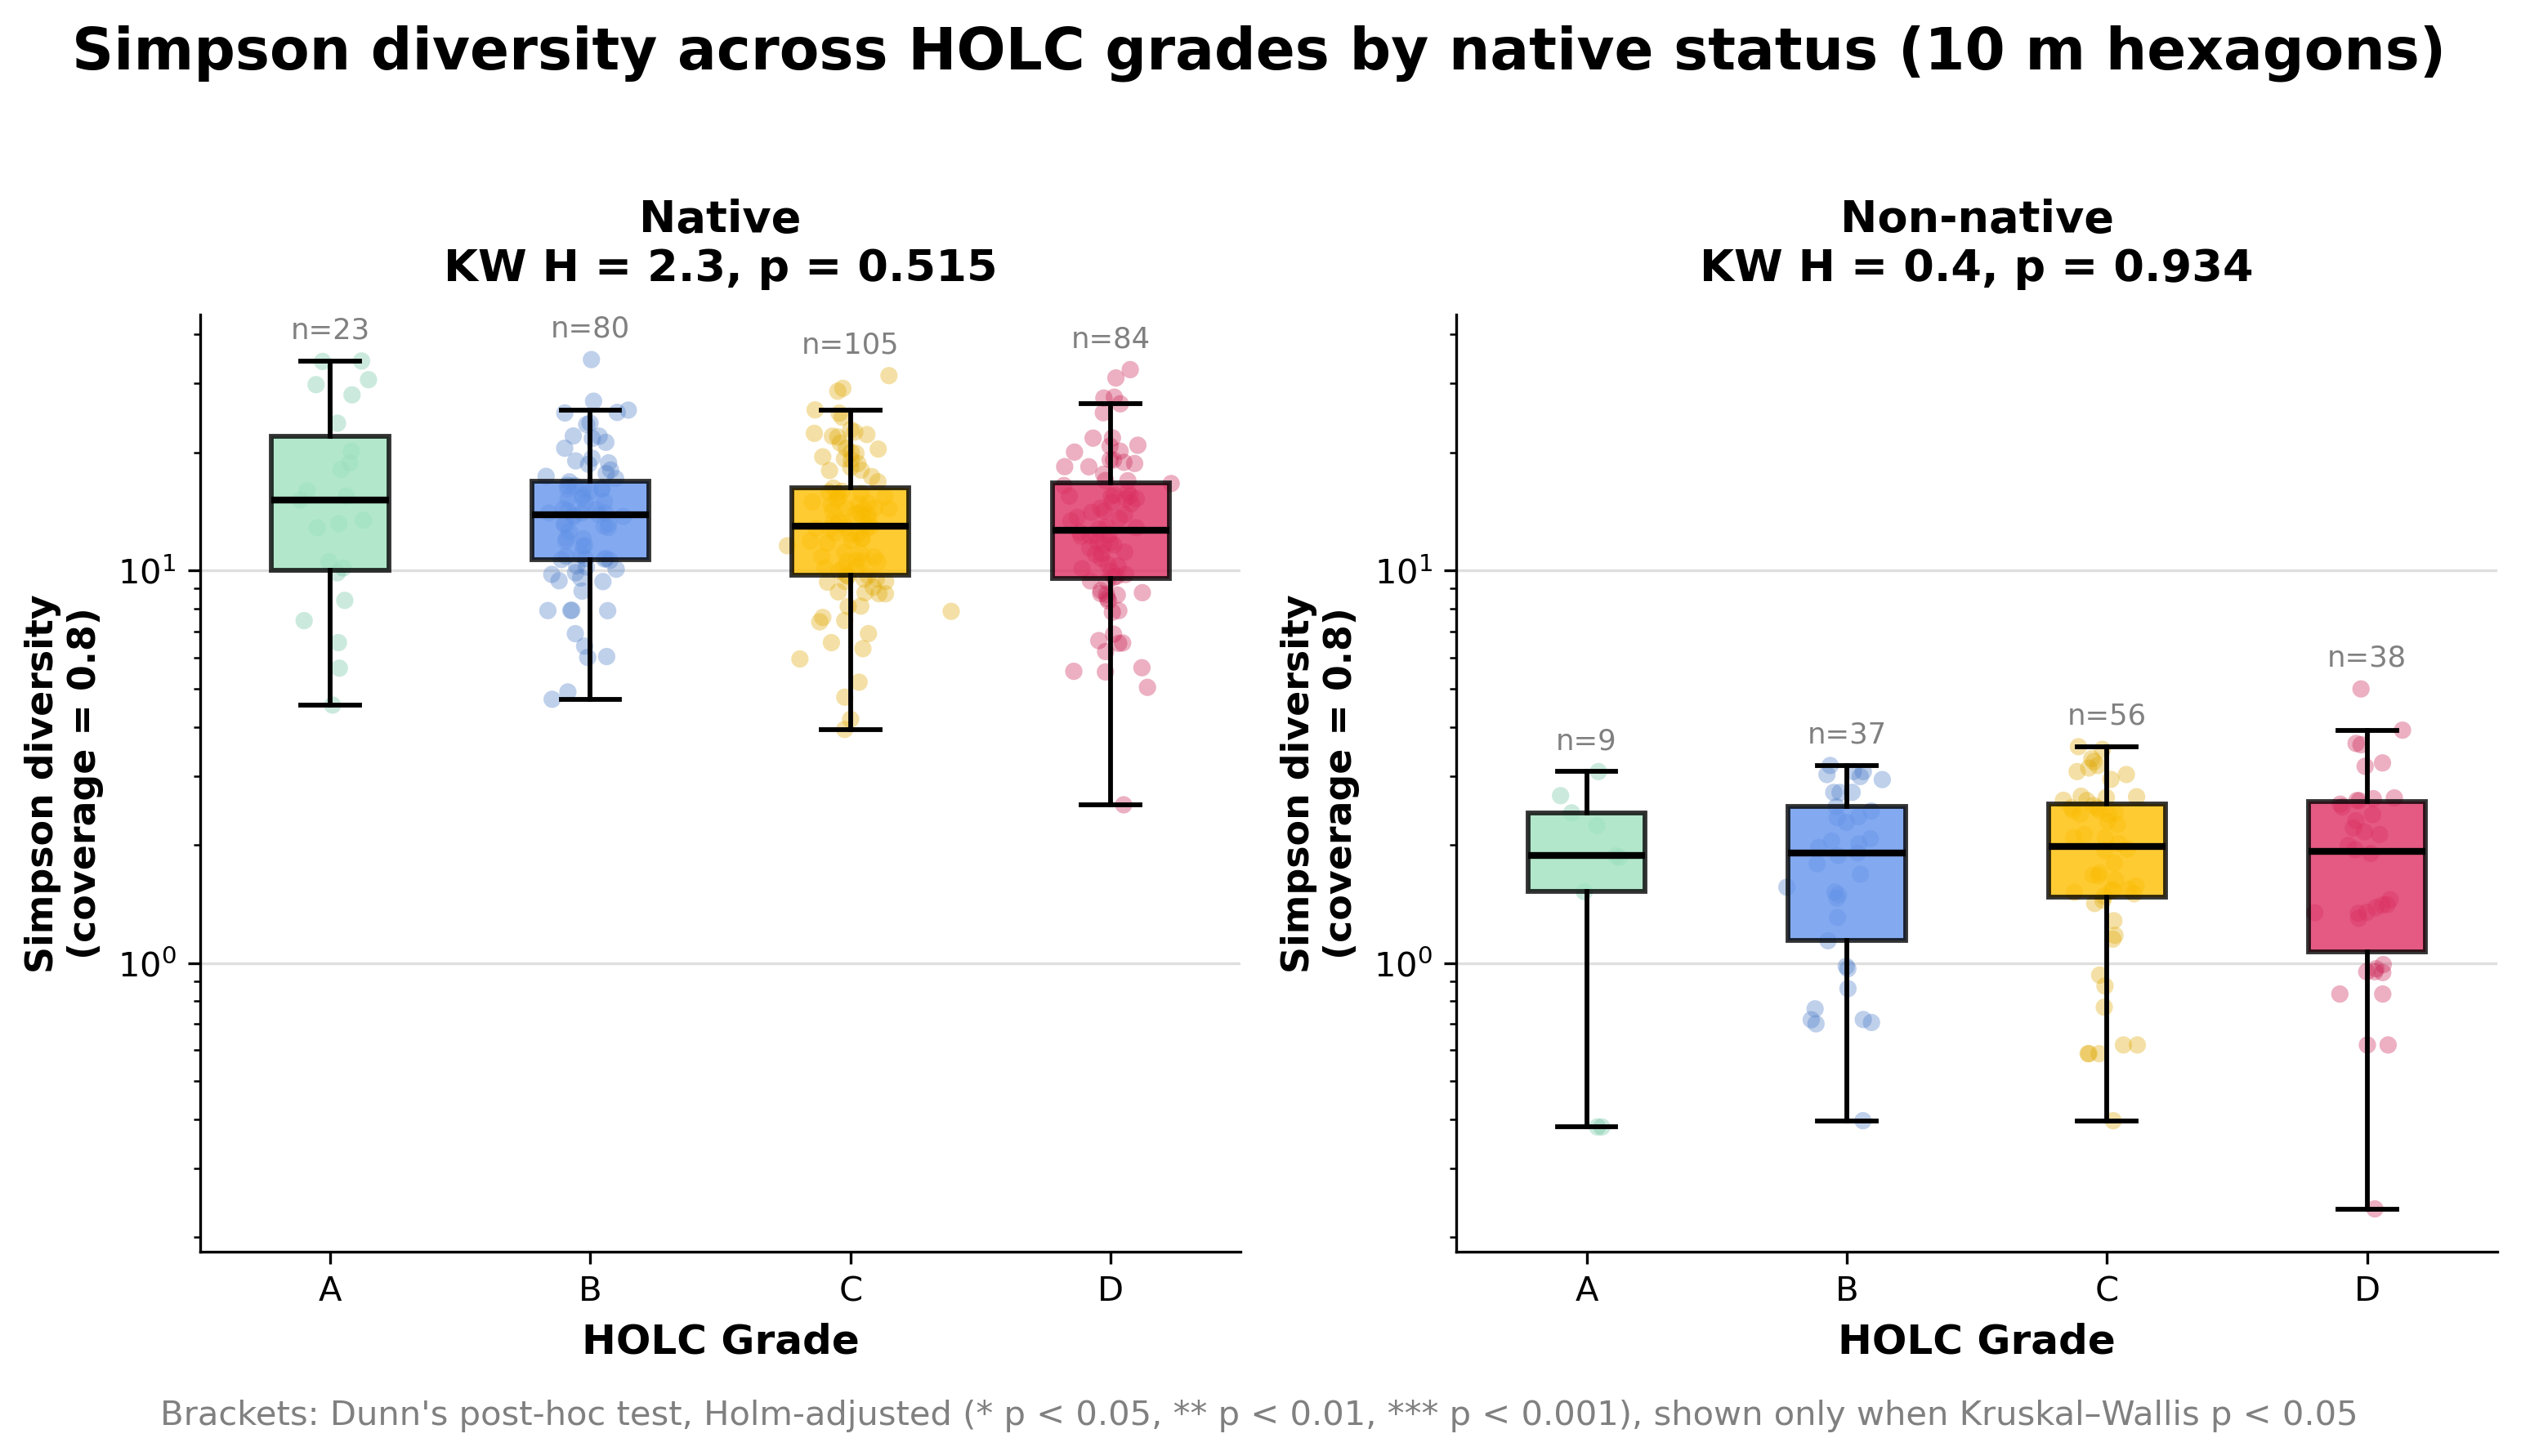 Simpson diversity across HOLC grades by native status (10 m hexagons)
Native
KW H = 2.3, p = 0.515
n=23
n=80
n=105
n=84
Simpson diversity
(coverage = 0.8)
10¹
10⁰
A
B
C
D
HOLC Grade
Non-native
KW H = 0.4, p = 0.934
n=9
n=37
n=56
n=38
Simpson diversity
(coverage = 0.8)
10¹
10⁰
A
B
C
D
HOLC Grade
Brackets: Dunn's post-hoc test, Holm-adjusted (* p < 0.05, ** p < 0.01, *** p < 0.001), shown only when Kruskal–Wallis p < 0.05